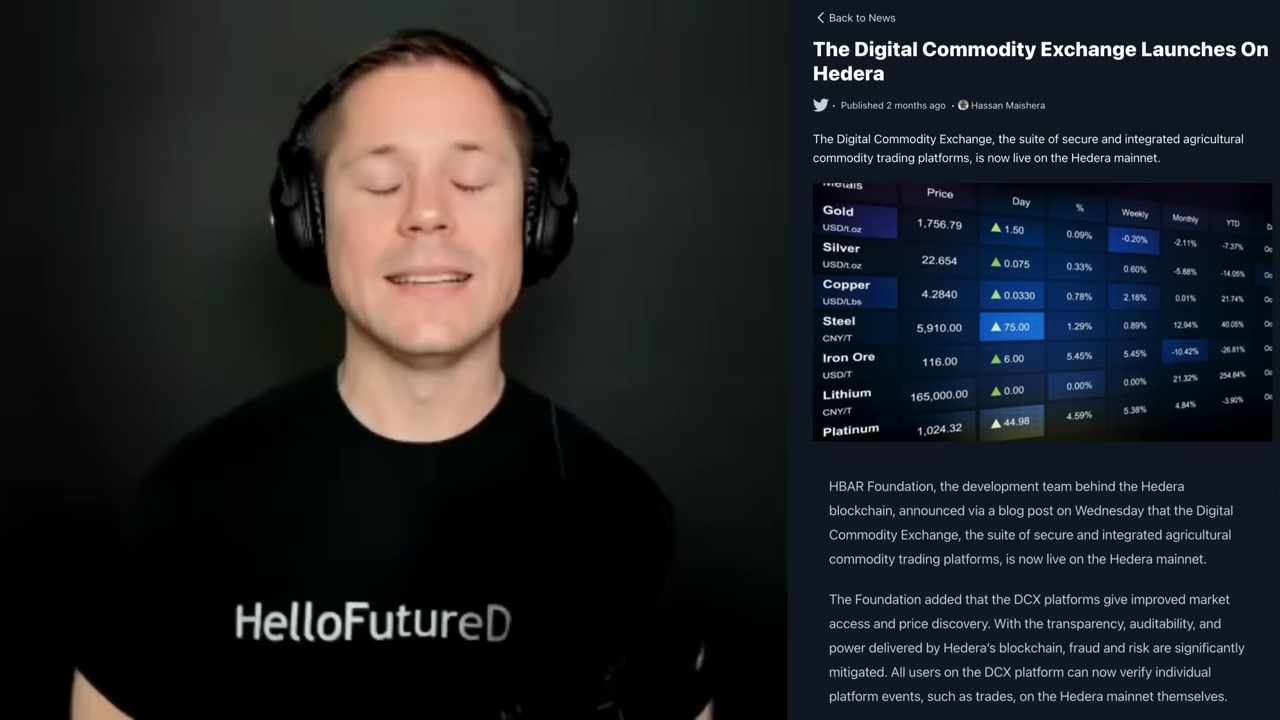 Back to News
The Digital Commodity Exchange Launches On
Hedera
· Published 2 months ago · Hassan Maishera
The Digital Commodity Exchange, the suite of secure and integrated agricultural
commodity trading platforms, is now live on the Hedera mainnet.
Metals Price Day % Weekly Monthly YTD
Gold USD/t.oz 1,756.79 ▲ 1.50 0.09% -0.20% -2.11% -7.37%
Silver USD/t.oz 22.654 ▲ 0.075 0.33% 0.60% -5.88% -14.05%
Copper USD/Lbs 4.2840 ▲ 0.0330 0.78% 2.16% 0.01% 21.74%
Steel CNY/T 5,910.00 ▲ 75.00 1.29% 0.89% 12.94% 40.05%
Iron Ore USD/T 116.00 ▲ 6.00 5.45% 5.45% -10.42% -26.81%
Lithium CNY/T 165,000.00 ▲ 0.00 0.00% 0.00% 21.32% 254.84%
Platinum 1,024.32 ▲ 44.98 4.59% 5.38% 4.84% -3.90%
HBAR Foundation, the development team behind the Hedera
blockchain, announced via a blog post on Wednesday that the Digital
Commodity Exchange, the suite of secure and integrated agricultural
commodity trading platforms, is now live on the Hedera mainnet.
The Foundation added that the DCX platforms give improved market
access and price discovery. With the transparency, auditability, and
power delivered by Hedera's blockchain, fraud and risk are significantly
mitigated. All users on the DCX platform can now verify individual
platform events, such as trades, on the Hedera mainnet themselves.
HelloFutureD